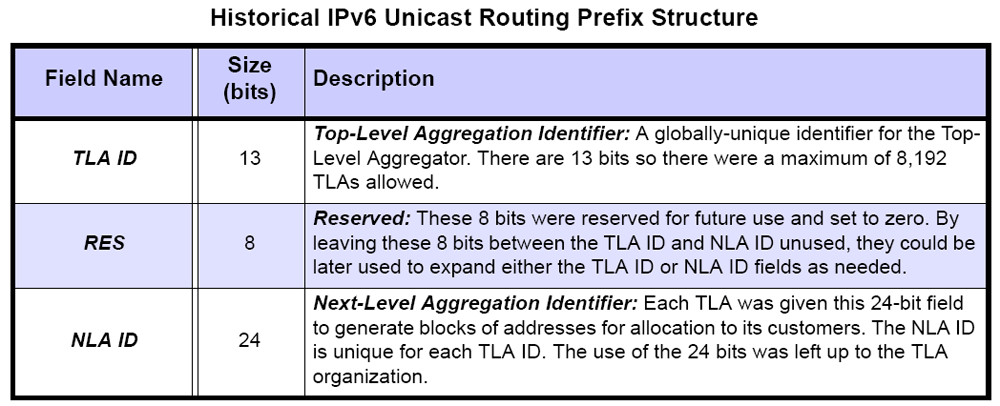 Historical IPv6 Unicast Routing Prefix Structure
Field Name
Size
(bits)
Description
TLA ID
13
Top-Level Aggregation Identifier: A globally-unique identifier for the Top-
Level Aggregator. There are 13 bits so there were a maximum of 8,192
TLAs allowed.
RES
8
Reserved: These 8 bits were reserved for future use and set to zero. By
leaving these 8 bits between the TLA ID and NLA ID unused, they could be
later used to expand either the TLA ID or NLA ID fields as needed.
NLA ID
24
Next-Level Aggregation Identifier: Each TLA was given this 24-bit field
to generate blocks of addresses for allocation to its customers. The NLA ID
is unique for each TLA ID. The use of the 24 bits was left up to the TLA
organization.